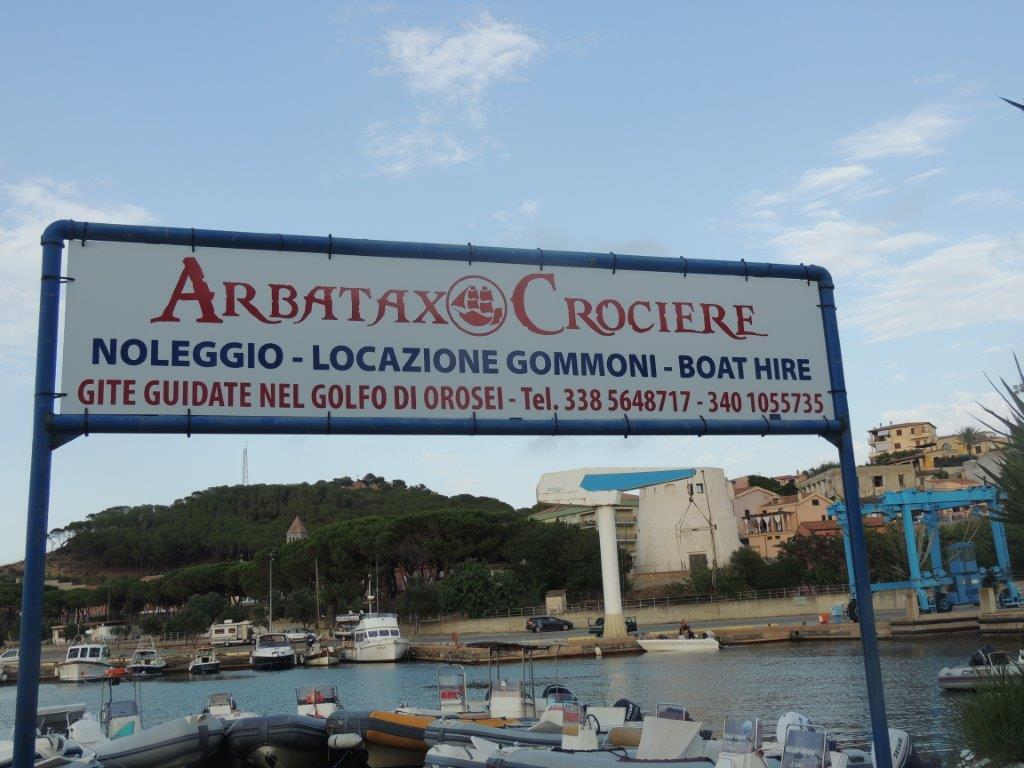 ARBATAX CROCIERE
NOLEGGIO - LOCAZIONE GOMMONI - BOAT HIRE
GITE GUIDATE NEL GOLFO DI OROSEI - Tel. 338 5648717 - 340 1055735